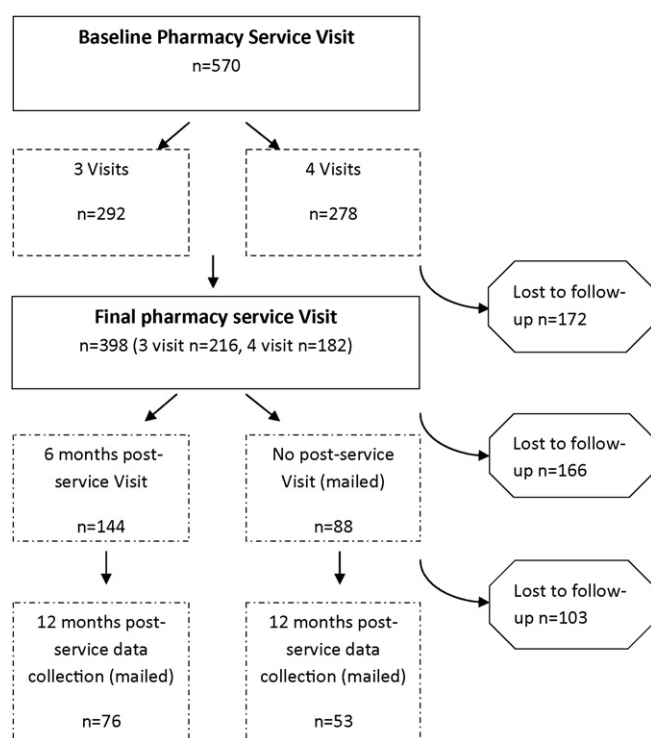 Baseline Pharmacy Service Visit
n=570
3 Visits
n=292
4 Visits
n=278
Lost to follow-
up n=172
Final pharmacy service Visit
n=398 (3 visit n=216, 4 visit n=182)
Lost to follow-
up n=166
6 months post-
service Visit
n=144
No post-service
Visit (mailed)
n=88
Lost to follow-
up n=103
12 months post-
service data
collection (mailed)
n=76
12 months post-
service data
collection (mailed)
n=53